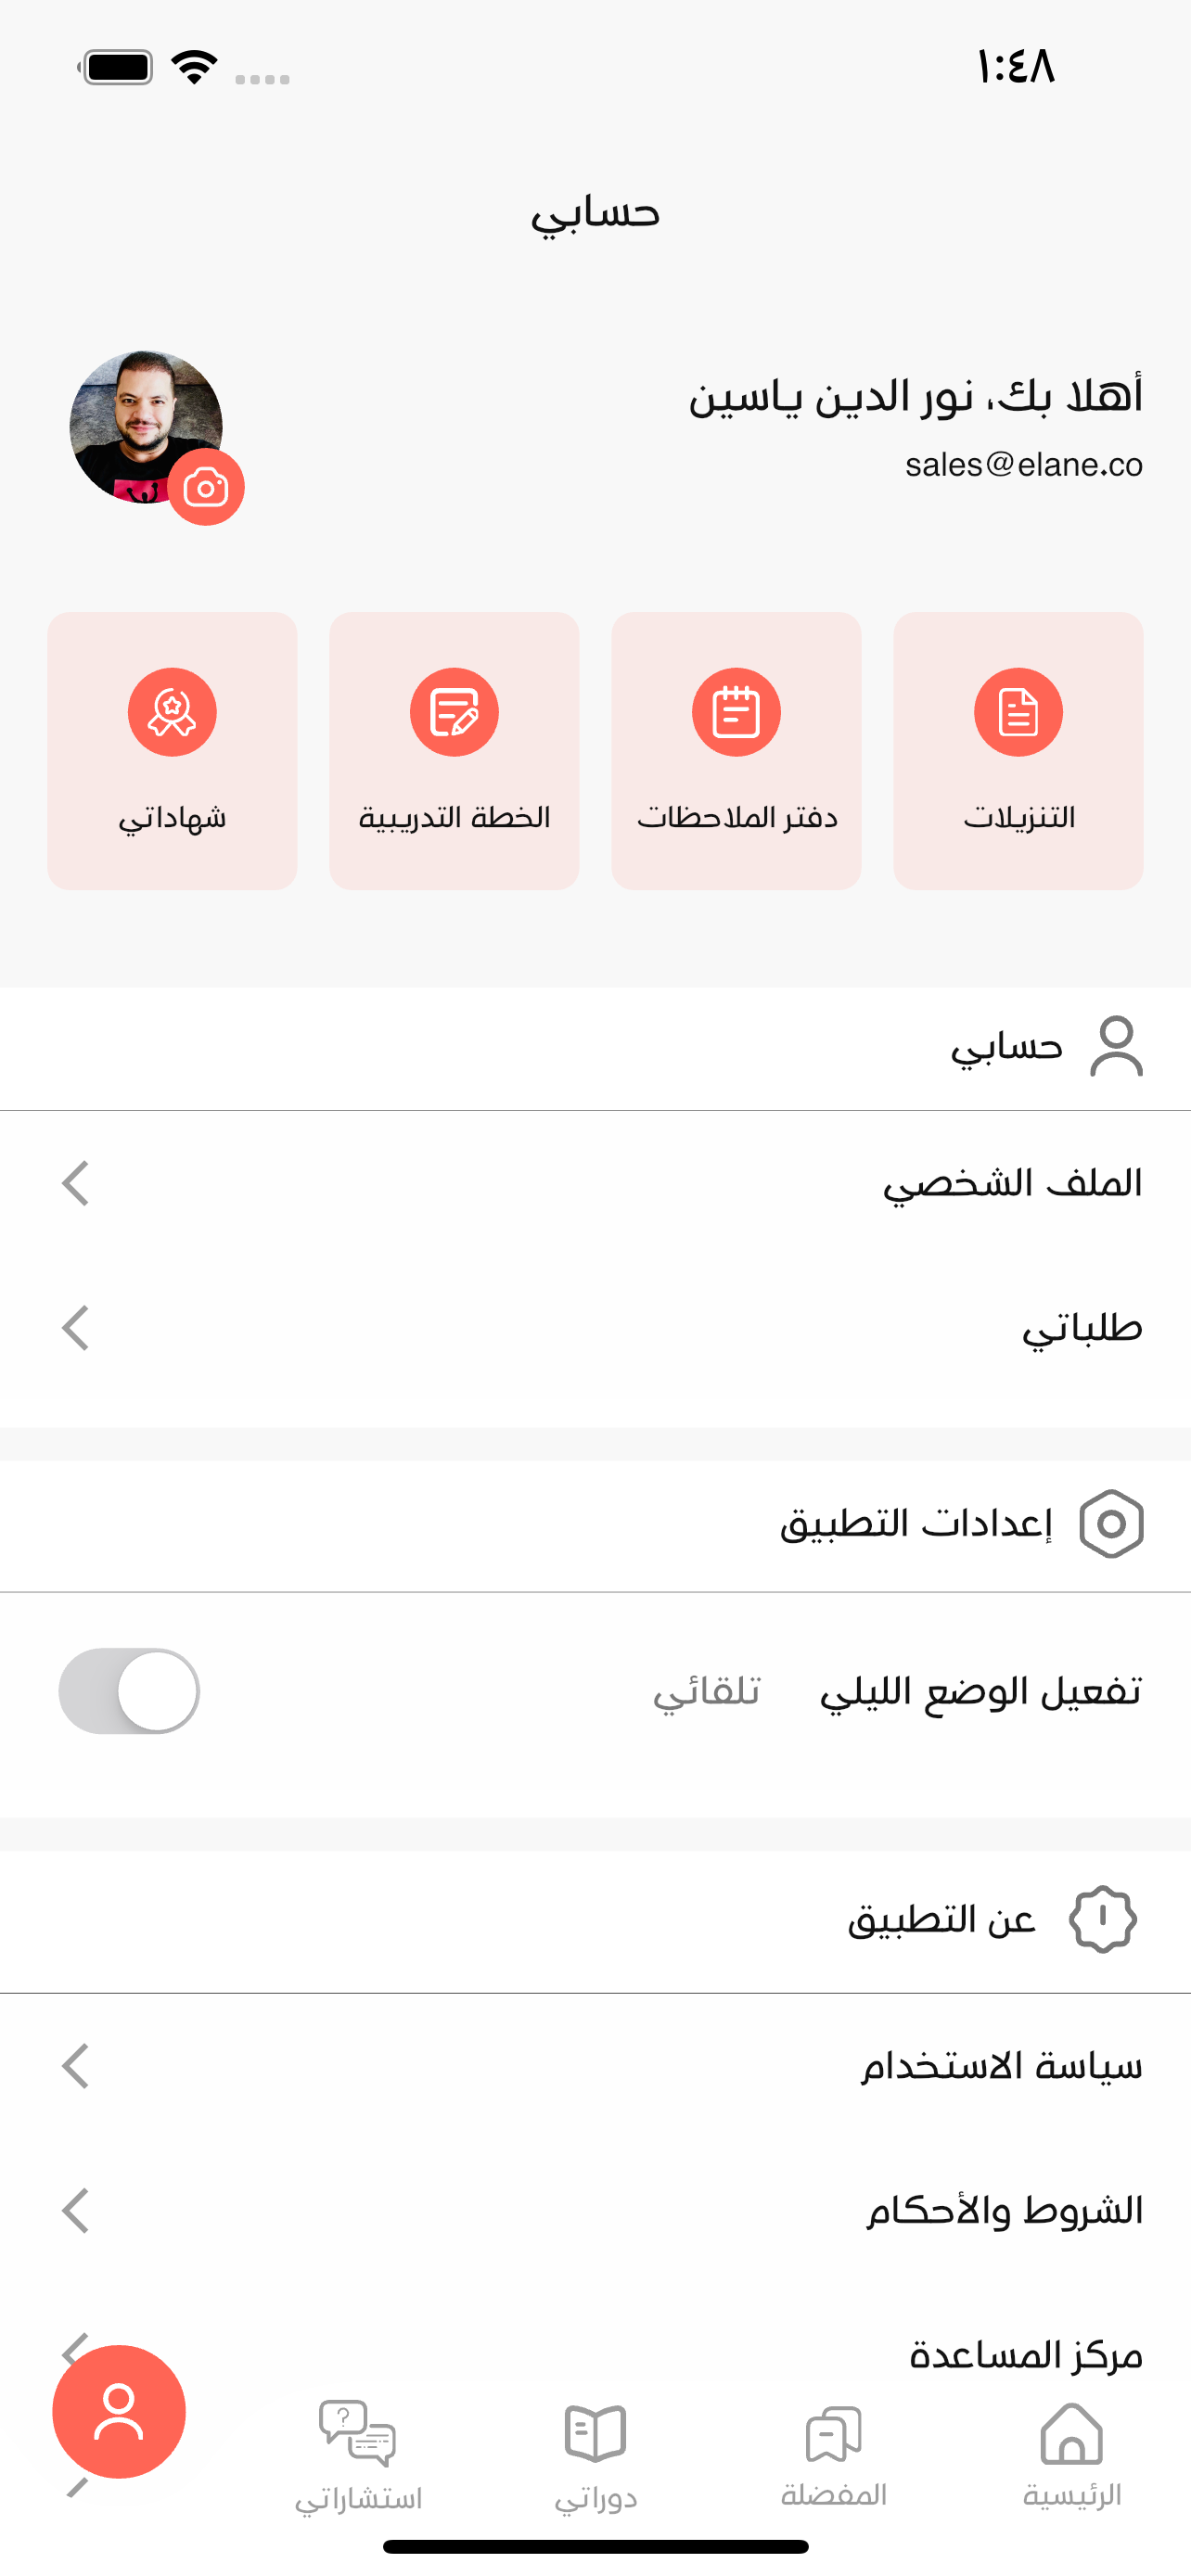 ١:٤٨
حسابي
أهلا بك، نور الدين ياسين
sales@elane.co
التنزيلات
دفتر الملاحظات
الخطة التدريبية
شهاداتي
حسابي
الملف الشخصي
طلباتي
إعدادات التطبيق
تفعيل الوضع الليلي تلقائي
عن التطبيق
سياسة الاستخدام
الشروط والأحكام
مركز المساعدة
الرئيسية
المفضلة
دوراتي
استشاراتي